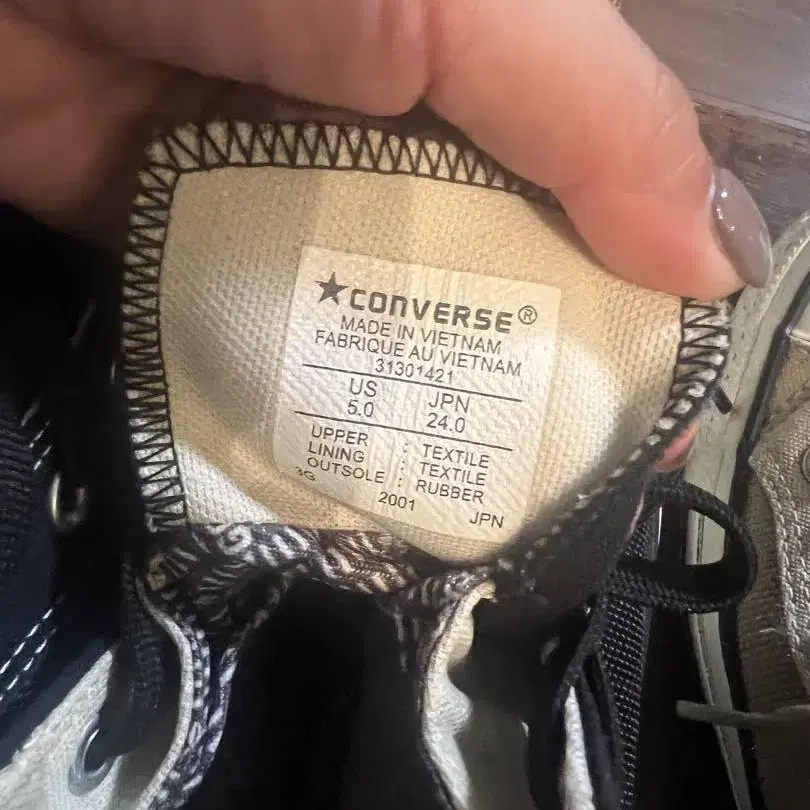 ★CONVERSE®
MADE IN VIETNAM
FABRIQUE AU VIETNAM
31301421
US JPN
5.0 24.0
UPPER : TEXTILE
LINING : TEXTILE
OUTSOLE : RUBBER
3G 2001 JPN